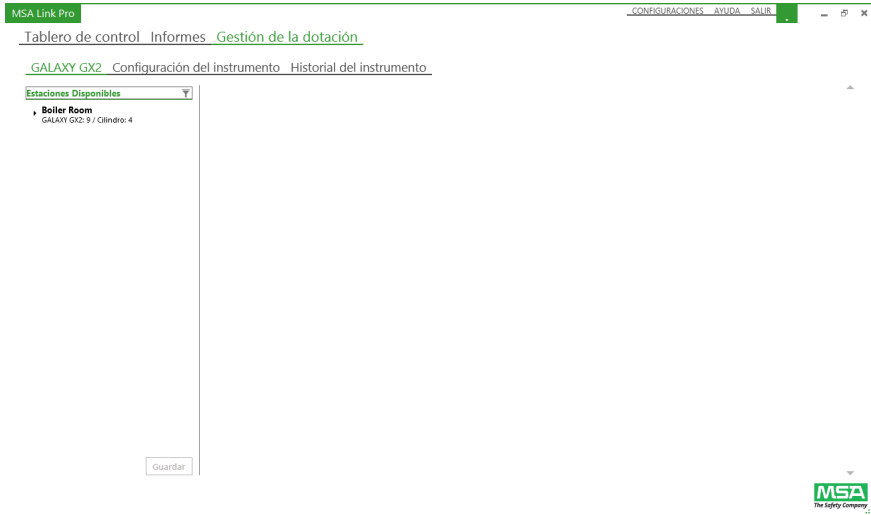 MSA Link Pro
CONFIGURACIONES AYUDA SALIR
Tablero de control Informes Gestión de la dotación
GALAXY GX2 Configuración del instrumento Historial del instrumento
Estaciones Disponibles
Boiler Room
GALAXY GX2: 9 / Cilindro: 4
Guardar
MSA
The Safety Company